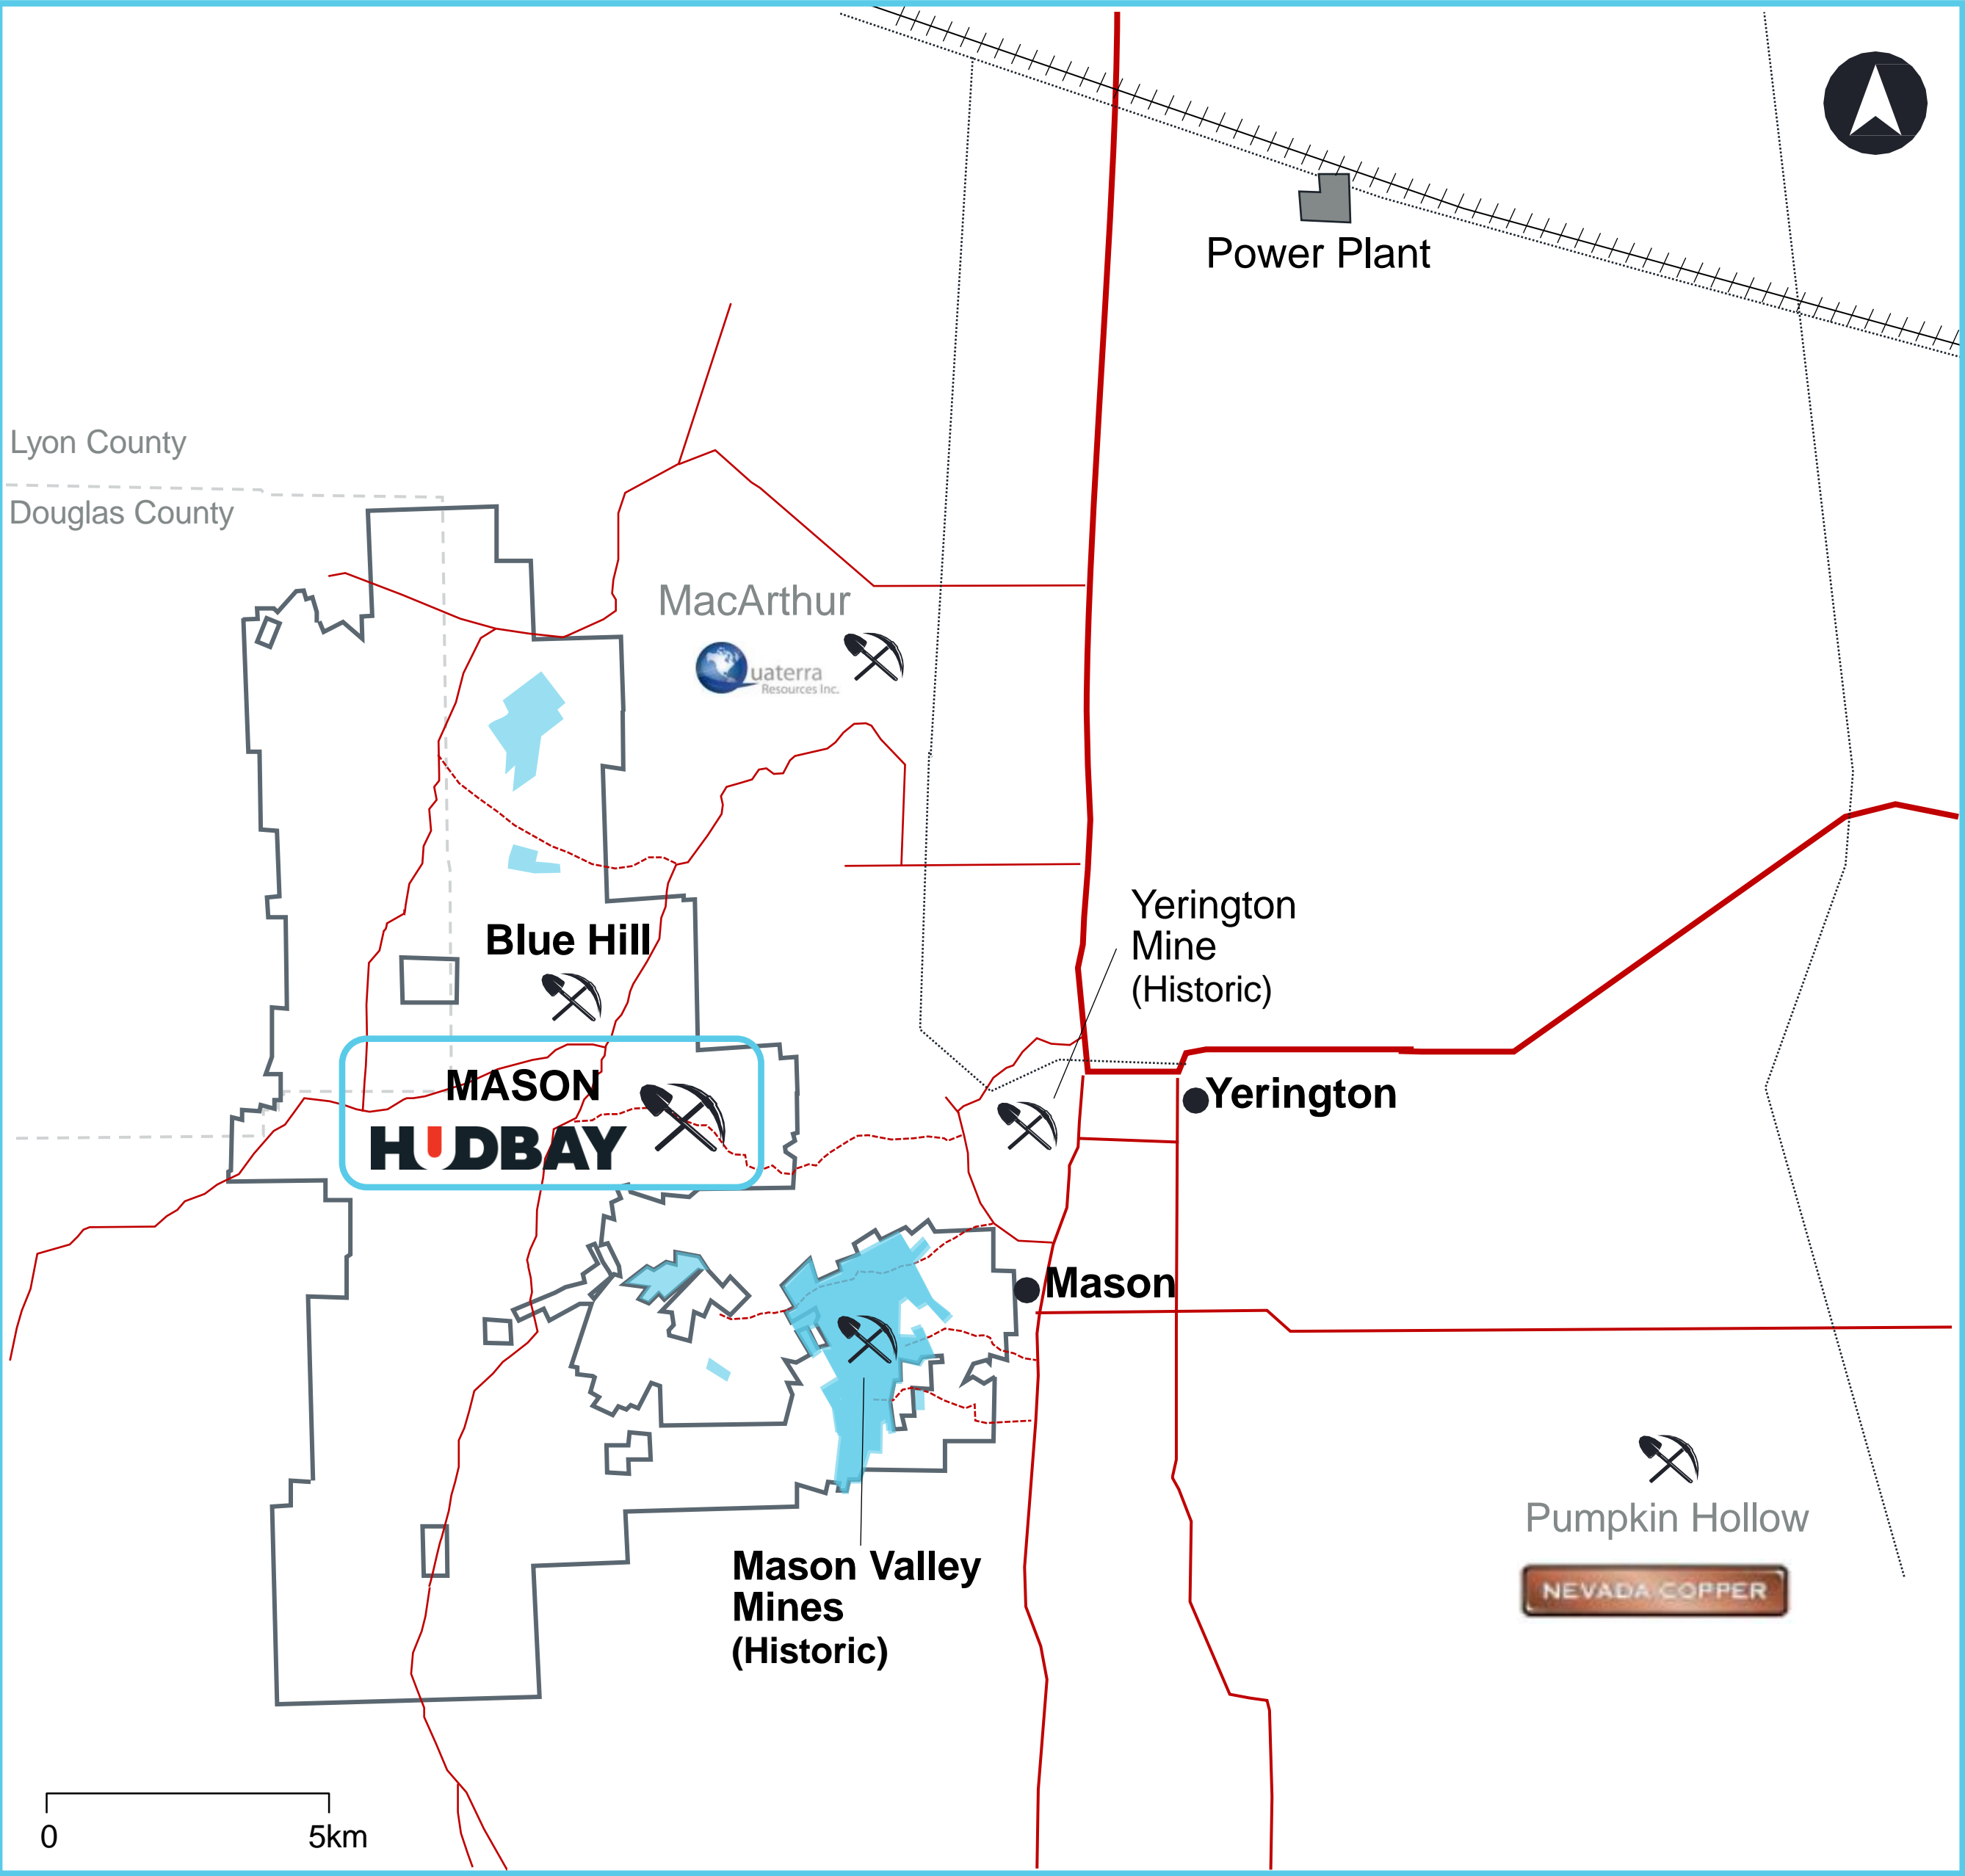 Power Plant
Lyon County
Douglas County
MacArthur
Quaterra
Resources Inc.
Yerington
Mine
(Historic)
Blue Hill
MASON
HUDBAY
Yerington
Mason
Pumpkin Hollow
NEVADA COPPER
Mason Valley
Mines
(Historic)
0 5km